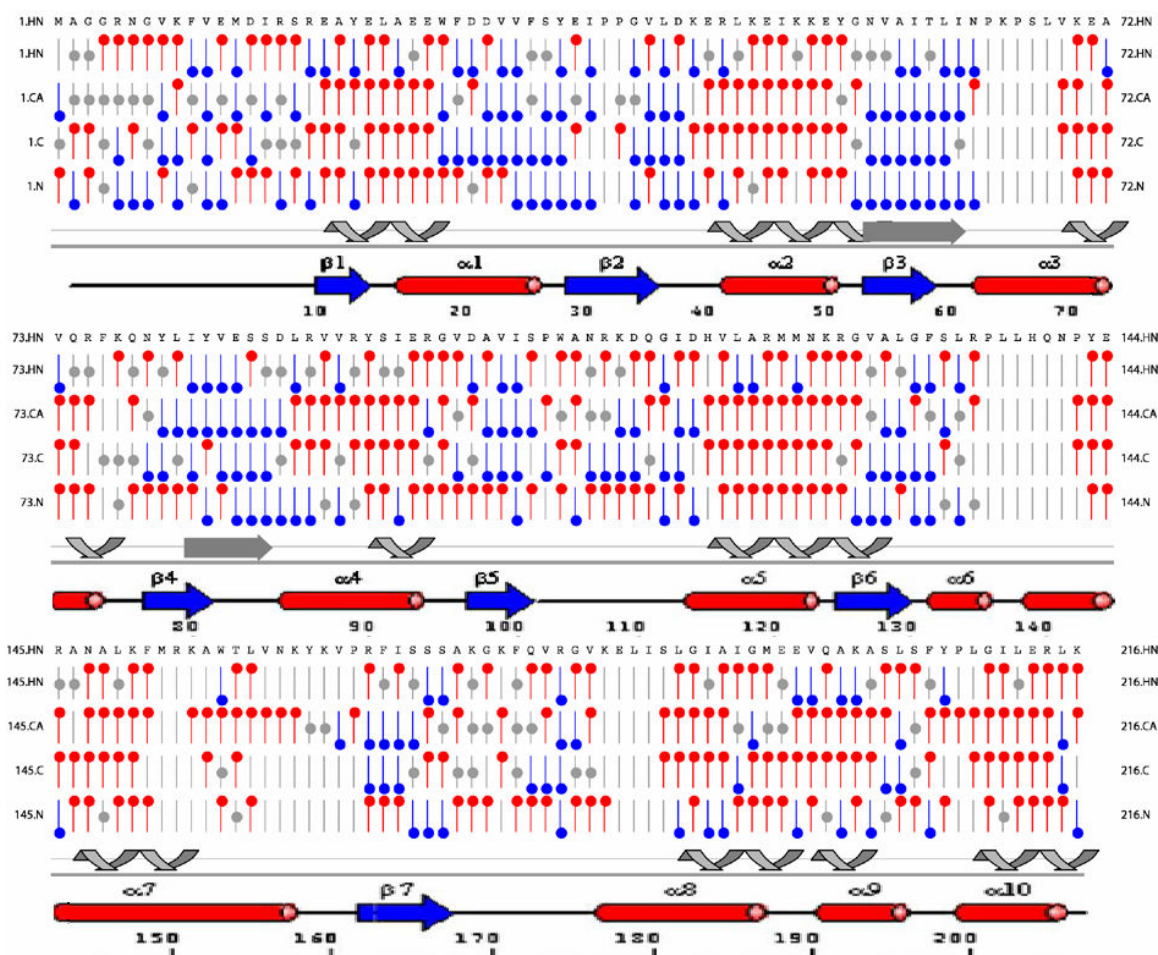 1.HN M A G G R N G V K F V E M D I R S R E A Y E L A E E W F D D V V F S Y E I P P G V L D K E R L K E I K K E Y G N V A I T L I N P K P S L V K E A 72.HN
1.HN 72.HN
1.CA 72.CA
1.C 72.C
1.N 72.N
β1 α1 β2 α2 β3 α3
10 20 30 40 50 60 70
73.HN V Q R F K Q N Y L I Y V E S S D L R V V R Y S I E R G V D A V I S P W A N R K D Q G I D H V L A R M M N K R G V A L G F S L R P L L H Q N P Y E 144.HN
73.HN 144.HN
73.CA 144.CA
73.C 144.C
73.N 144.N
β4 α4 β5 α5 β6 α6
80 90 100 110 120 130 140
145.HN R A N A L K F M R K A W T L V N K Y K V P R F I S S S A K G K F Q V R G V K E L I S L G I A I G M E E V Q A K A S L S F Y P L G I L E R L K 216.HN
145.HN 216.HN
145.CA 216.CA
145.C 216.C
145.N 216.N
α7 β7 α8 α9 α10
150 160 170 180 190 200